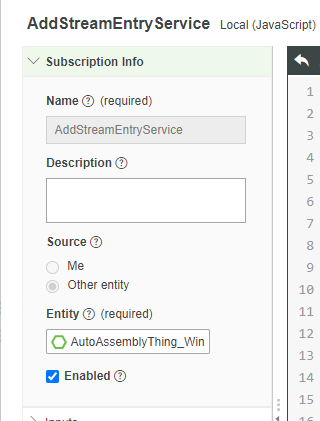 AddStreamEntryService Local (JavaScript)
Subscription Info
Name ? (required)
AddStreamEntryService
Description ?
Source ?
Me
Other entity
Entity ? (required)
AutoAssemblyThing_Win
Enabled ?
Inputs
1
2
3
4
5
6
7
8
9
10
11
12
13
14
15
16